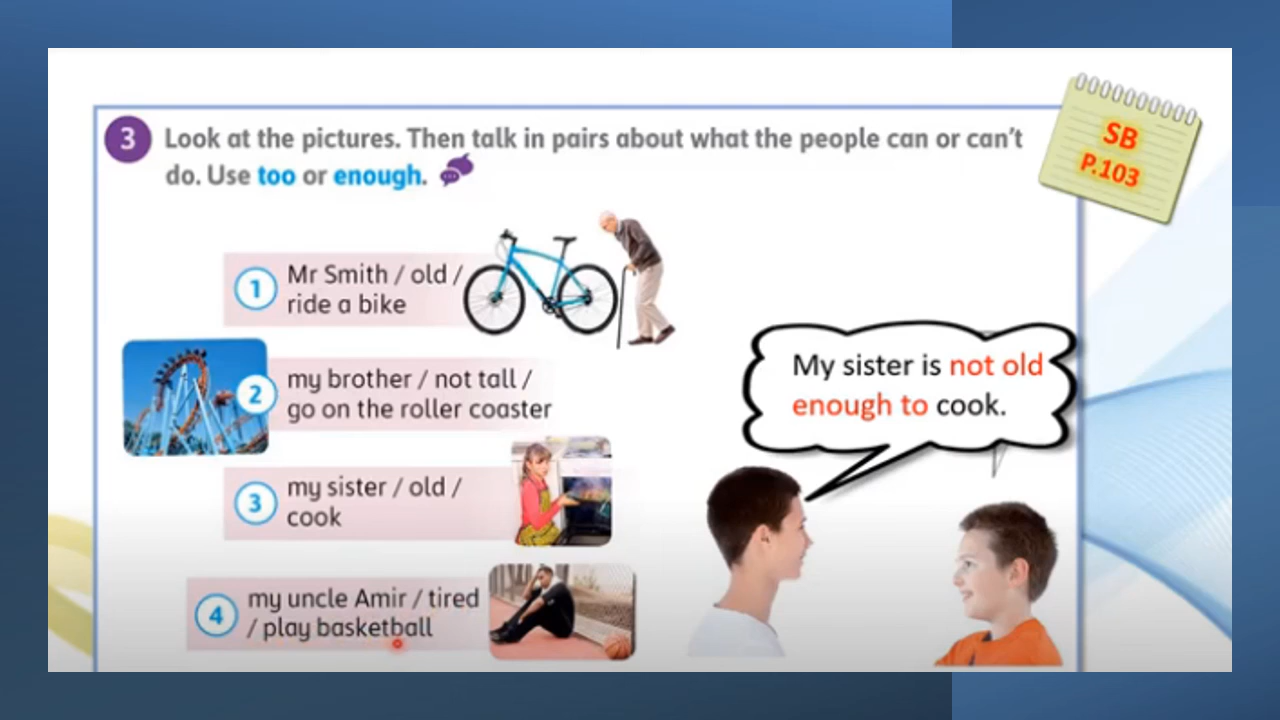 3 Look at the pictures. Then talk in pairs about what the people can or can't
do. Use too or enough.
SB
P.103
1 Mr Smith / old /
ride a bike
2 my brother / not tall /
go on the roller coaster
3 my sister / old /
cook
4 my uncle Amir / tired
/ play basketball
My sister is not old
enough to cook.